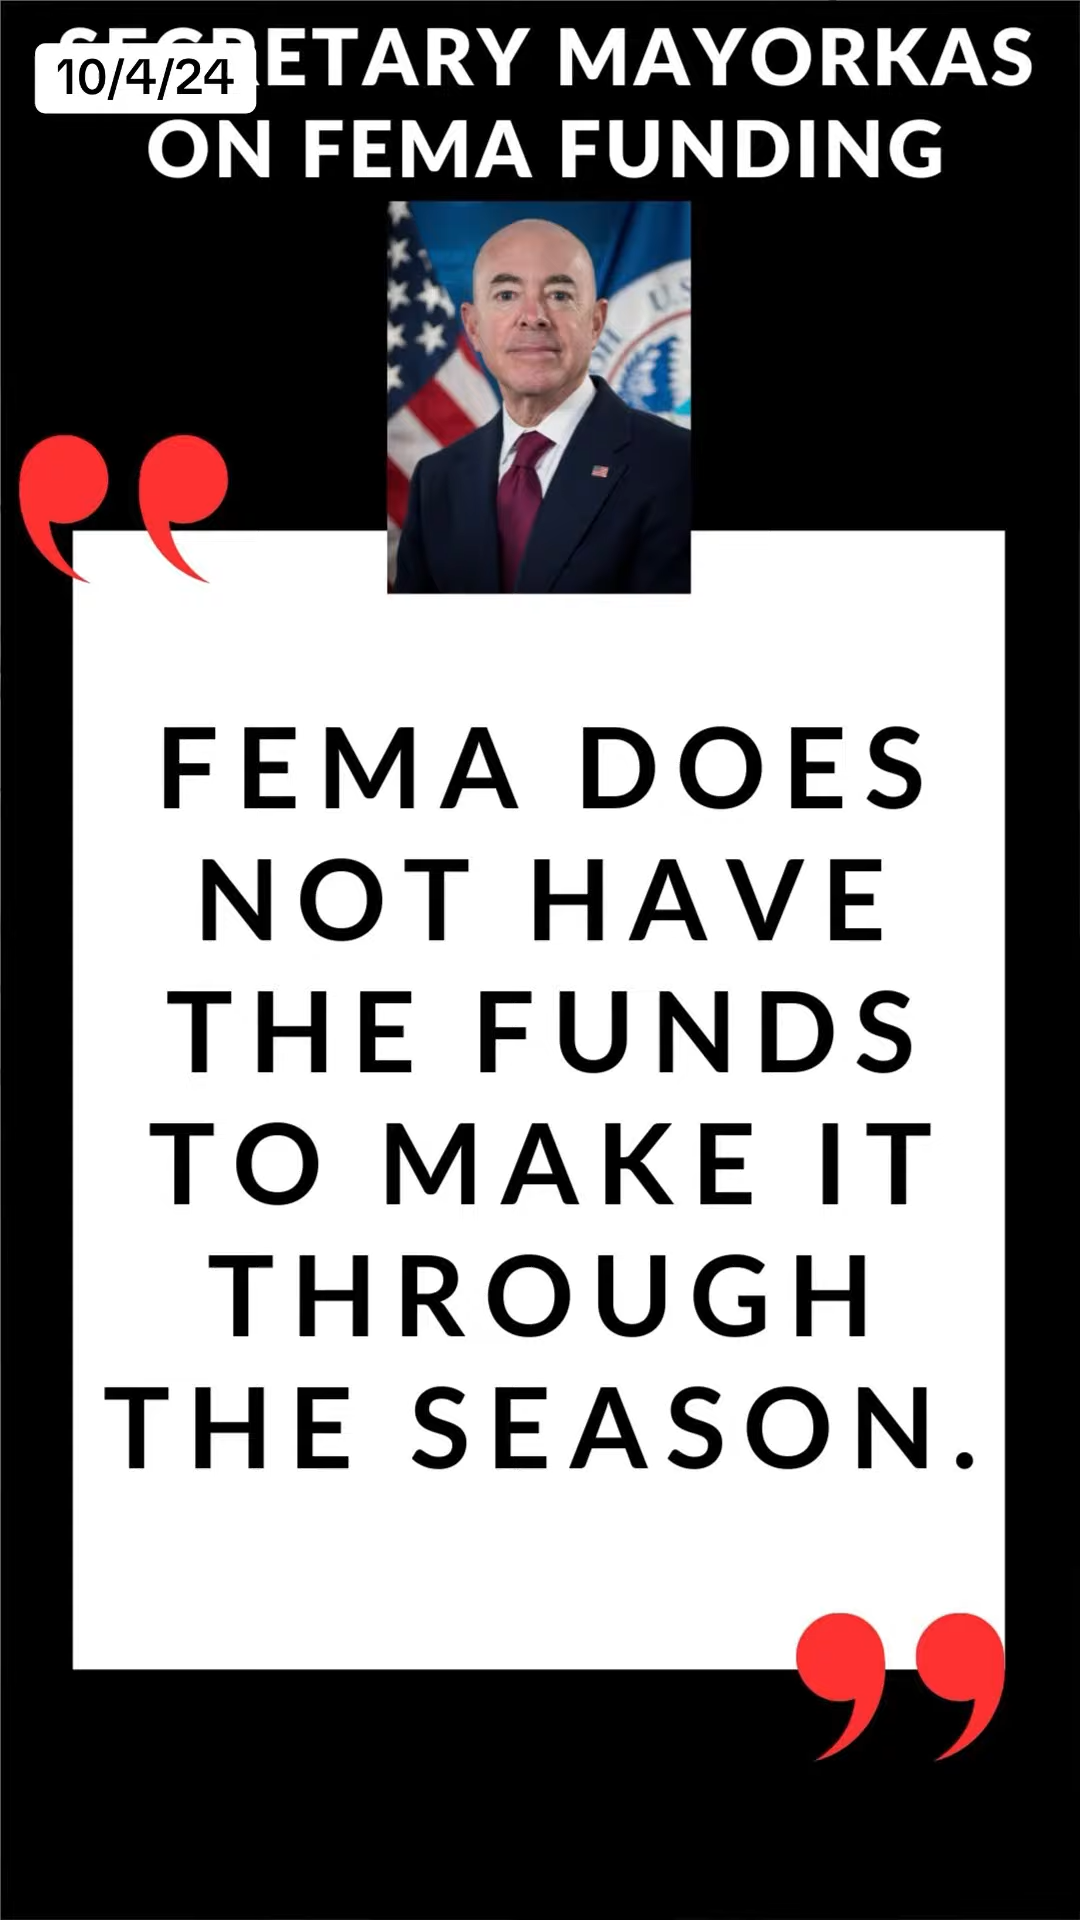 10/4/24
SECRETARY MAYORKAS
ON FEMA FUNDING
FEMA DOES
NOT HAVE
THE FUNDS
TO MAKE IT
THROUGH
THE SEASON.